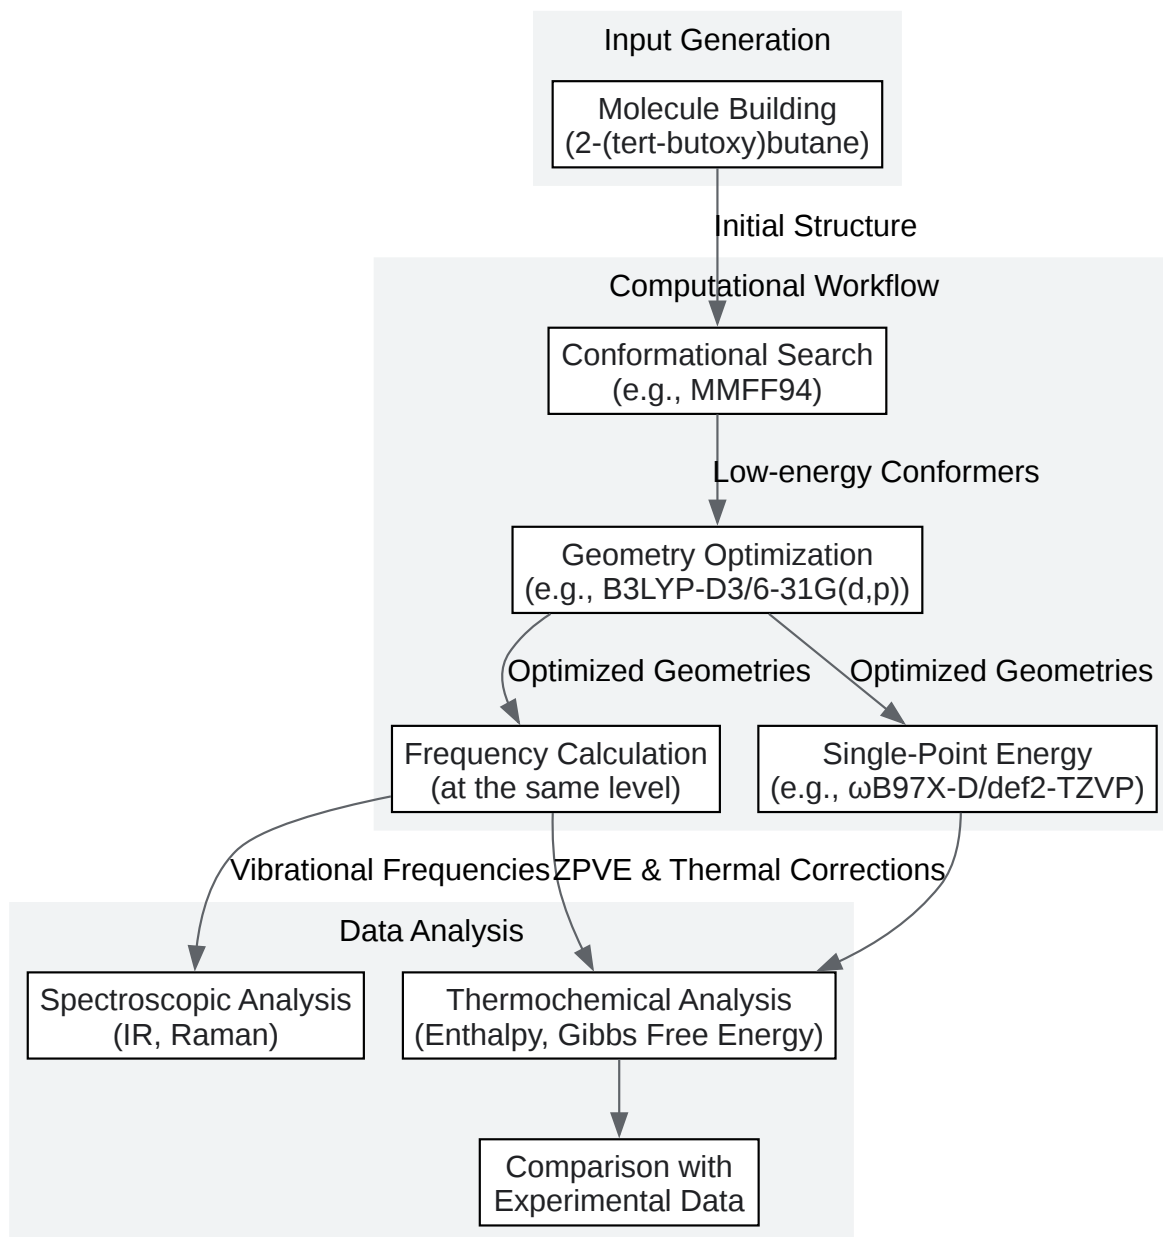 Input Generation
Molecule Building
(2-(tert-butoxy)butane)
Initial Structure
Computational Workflow
Conformational Search
(e.g., MMFF94)
Low-energy Conformers
Geometry Optimization
(e.g., B3LYP-D3/6-31G(d,p))
Optimized Geometries
Optimized Geometries
Frequency Calculation
(at the same level)
Single-Point Energy
(e.g., ωB97X-D/def2-TZVP)
Vibrational Frequencies
ZPVE & Thermal Corrections
Data Analysis
Spectroscopic Analysis
(IR, Raman)
Thermochemical Analysis
(Enthalpy, Gibbs Free Energy)
Comparison with
Experimental Data